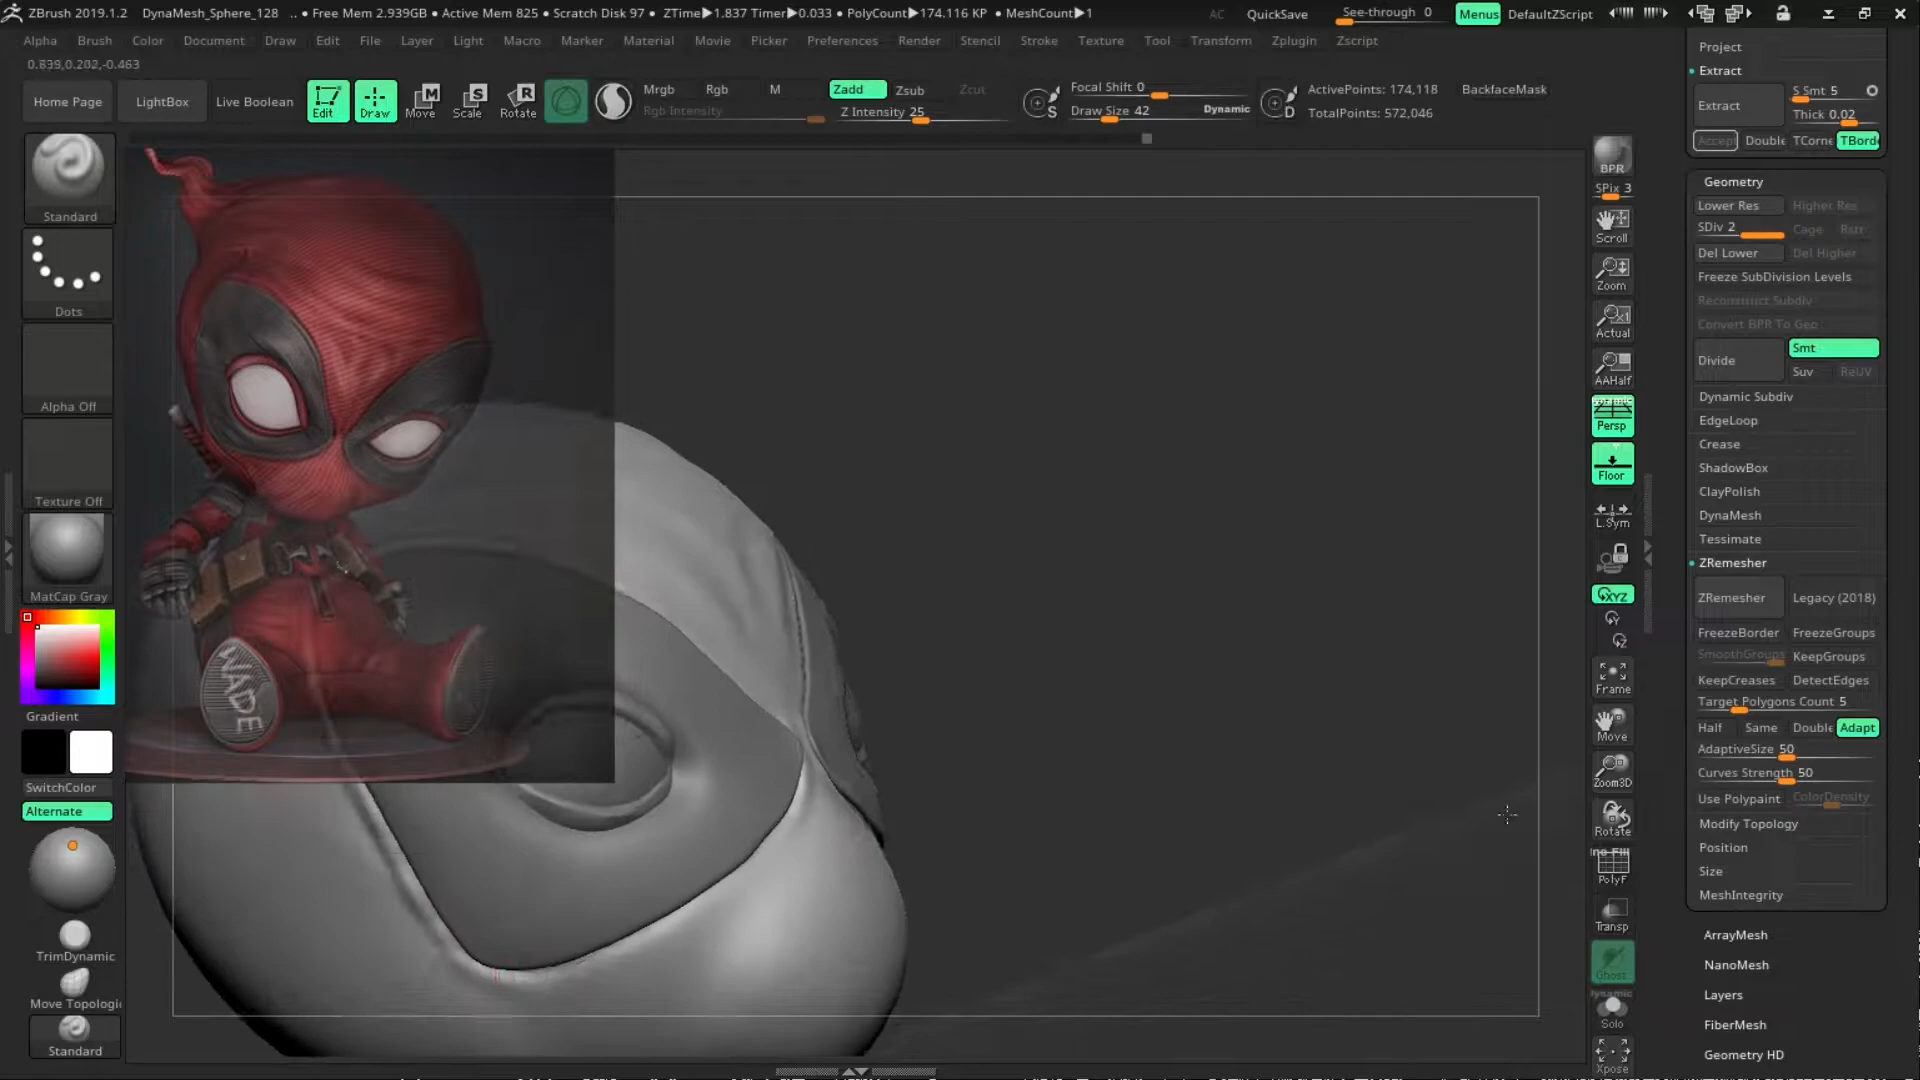 ZBrush 2019.1.2 DynaMesh_Sphere_128 .. • Free Mem 2.939GB • Active Mem 825 • Scratch Disk 97 • ZTime▶1.837 Timer▶0.033 • PolyCount▶174.116 KP • MeshCount▶1 AC QuickSave See-through 0 Menus DefaultZScript
Alpha Brush Color Document Draw Edit File Layer Light Macro Marker Material Movie Picker Preferences Render Stencil Stroke Texture Tool Transform Zplugin Zscript
0.839,0.202,-0.463
Home Page LightBox Live Boolean Edit Draw Move Scale Rotate
Mrgb Rgb M Zadd Zsub Zcut Focal Shift 0 ActivePoints: 174,118 BackfaceMask
Rgb Intensity Z Intensity 25 Draw Size 42 Dynamic TotalPoints: 572,046
Standard
Dots
Alpha Off
Texture Off
MatCap Gray
Gradient
SwitchColor
Alternate
TrimDynamic
Move Topologi
Standard
WADE
BPR
SPix 3
Scroll
Zoom
Actual
AAHalf
Dynamic
Persp
Floor
L.Sym
XYZ
Y
Z
Frame
Move
Zoom3D
Rotate
PolyF
Transp
Ghost
Dynamic
Solo
Xpose
Project
Extract
Extract S Smt 5
Thick 0.02
Accept Double TCorne TBorde
Geometry
Lower Res Higher Res
SDiv 2 Cage Rstr
Del Lower Del Higher
Freeze SubDivision Levels
Reconstruct Subdiv
Convert BPR To Geo
Divide Smt
Suv ReUV
Dynamic Subdiv
EdgeLoop
Crease
ShadowBox
ClayPolish
DynaMesh
Tessimate
ZRemesher
ZRemesher Legacy (2018)
FreezeBorder FreezeGroups
SmoothGroups KeepGroups
KeepCreases DetectEdges
Target Polygons Count 5
Half Same Double Adapt
AdaptiveSize 50
Curves Strength 50
Use Polypaint ColorDensity
Modify Topology
Position
Size
MeshIntegrity
ArrayMesh
NanoMesh
Layers
FiberMesh
Geometry HD